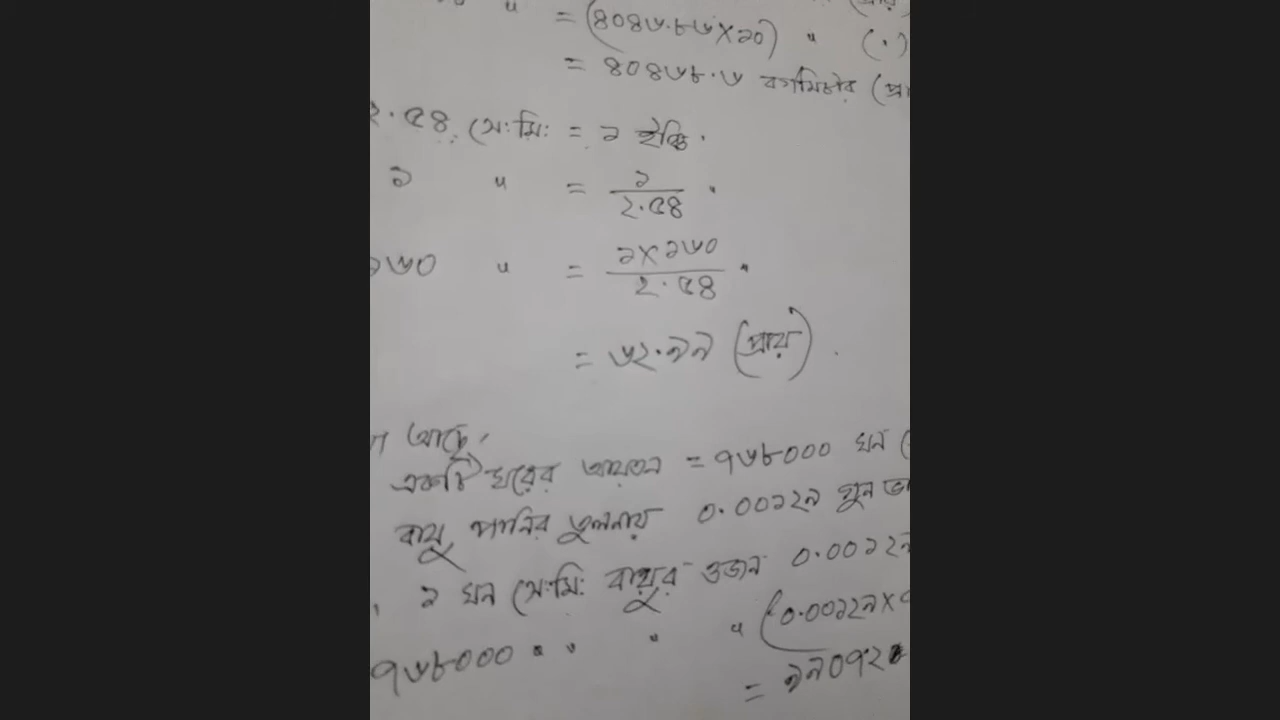 " = (৪০৪৬.৮৬×১০) " (.)
= ৪০৪৬৮.৬ বর্গমিটার (প্রা
২.৫৪ সে:মি: = ১ ইঞ্চি.
১ " = ১/২.৫৪ "
১৬০ " = ১×১৬০/২.৫৪ "
= ৬২.৯৯ (প্রায়)
আছে,
একটি ঘরের আয়তন = ৭৬৮০০০ ঘন
বায়ু পানির তুলনায় ০.০০১২৯ গুন ভা
১ ঘন সে:মি: বায়ুর ওজন ০.০০১২৯
৭৬৮০০০ " " " " (০.০০১২৯×৭
= ৯৯০৭২